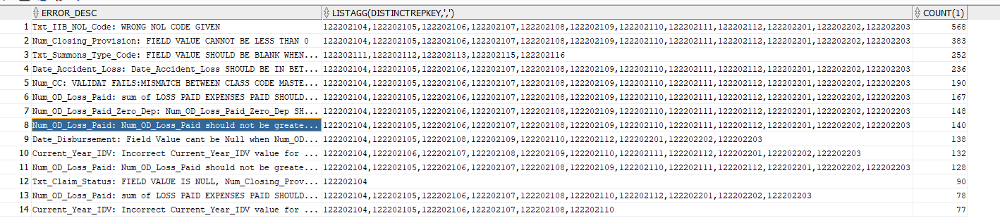 ERROR_DESC LISTAGG(DISTINCTREPKEY,',') COUNT(1)
1 Txt_IIB_NOL_Code: WRONG NOL CODE GIVEN 122202104,122202105,122202106,122202107,122202108,122202109,122202110,122202111,122202112,122202201,122202202,122202203 568
2 Num_Closing_Provision: FIELD VALUE CANNOT BE LESS THAN 0 122202104,122202105,122202106,122202107,122202108,122202109,122202110,122202111,122202112,122202201,122202202,122202203 383
3 Txt_Summons_Type_Code: FIELD VALUE SHOULD BE BLANK WHEN... 122202111,122202112,122202113,122202115,122202116 252
4 Date_Accident_Loss: Date_Accident_Loss SHOULD BE IN BET... 122202104,122202105,122202106,122202107,122202108,122202109,122202110,122202111,122202112,122202201,122202202,122202203 236
5 Num_CC: VALIDAT FAILS:MISMATCH BETWEEN CLASS CODE MASTE... 122202104,122202105,122202106,122202107,122202108,122202109,122202110,122202111,122202112,122202201,122202202,122202203 190
6 Num_OD_Loss_Paid: sum of LOSS PAID EXPENSES PAID SHOULD... 122202104,122202105,122202106,122202107,122202108,122202109,122202110,122202111,122202112,122202201,122202202,122202203 167
7 Num_OD_Loss_Paid_Zero_Dep: Num_OD_Loss_Paid_Zero_Dep SH... 122202104,122202105,122202106,122202107,122202108,122202109,122202110,122202111,122202112,122202201,122202202,122202203 148
8 Num_OD_Loss_Paid: Num_OD_Loss_Paid should not be greate... 122202104,122202105,122202106,122202107,122202108,122202109,122202110,122202111,122202112,122202201,122202202,122202203 140
9 Date_Disbursement: Field Value cant be Null when Num_OD... 122202104,122202105,122202108,122202109,122202110,122202112,122202201,122202202,122202203 138
10 Current_Year_IDV: Incorrect Current_Year_IDV value for ... 122202104,122202106,122202107,122202108,122202109,122202110,122202111,122202112,122202201,122202202,122202203 132
11 Num_OD_Loss_Paid: Num_OD_Loss_Paid should not be greate... 122202104,122202105,122202106,122202107,122202108,122202109,122202110,122202111,122202112,122202201,122202202,122202203 128
12 Txt_Claim_Status: FIELD VALUE IS NULL, Num_Closing_Prov... 122202104 90
13 Num_OD_Loss_Paid: sum of LOSS PAID EXPENSES PAID SHOULD... 122202104,122202105,122202106,122202107,122202108,122202110,122202112,122202201,122202202,122202203 78
14 Current_Year_IDV: Incorrect Current_Year_IDV value for ... 122202104,122202105,122202106,122202107,122202108,122202110 77